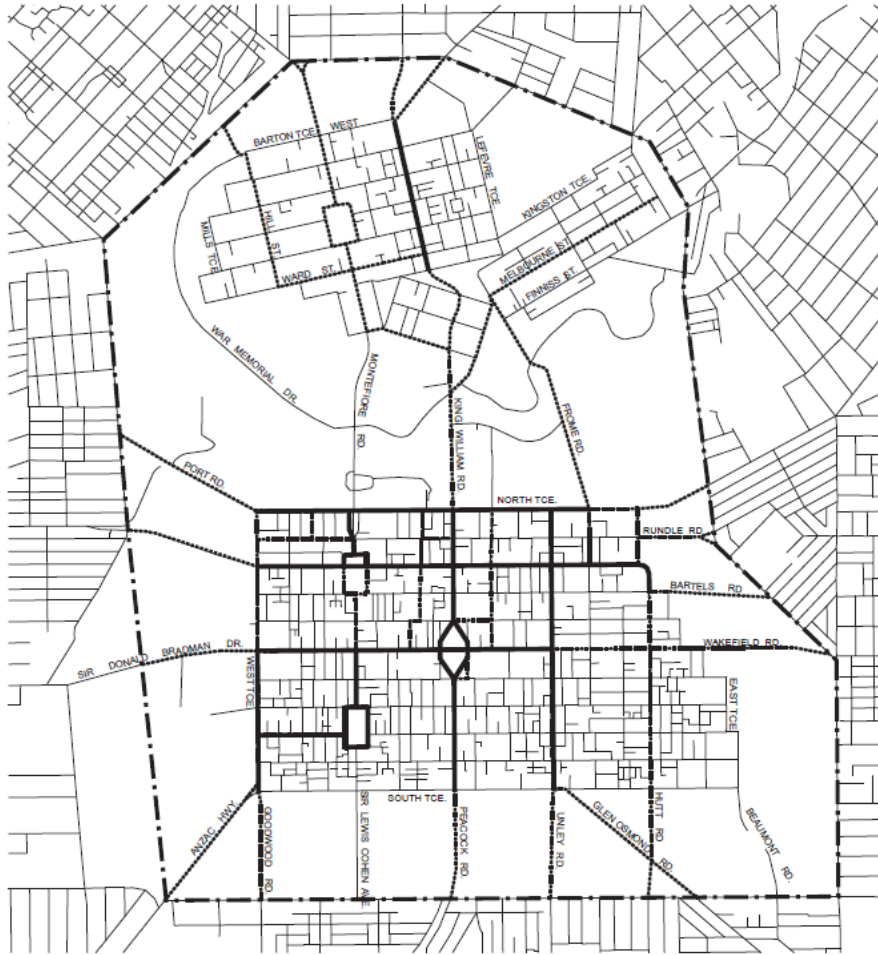 BARTON TCE WEST
LEFEVRE TCE.
KINGSTON TCE.
MILLS TCE
HILL ST.
WARD ST.
MELBOURNE ST.
FINNISS ST.
WAR MEMORIAL DR.
MONTEFIORE RD.
KING WILLIAM RD.
FROME RD.
PORT RD.
NORTH TCE.
RUNDLE RD.
BARTELS RD
SIR DONALD BRADMAN DR.
WEST TCE
WAKEFIELD RD.
EAST TCE
SOUTH TCE.
ANZAC HWY.
GOODWOOD RD
SIR LEWIS COHEN AVE.
PEACOCK RD
UNLEY RD
GLEN OSMOND RD.
HUTT RD
BEAUMONT RD.